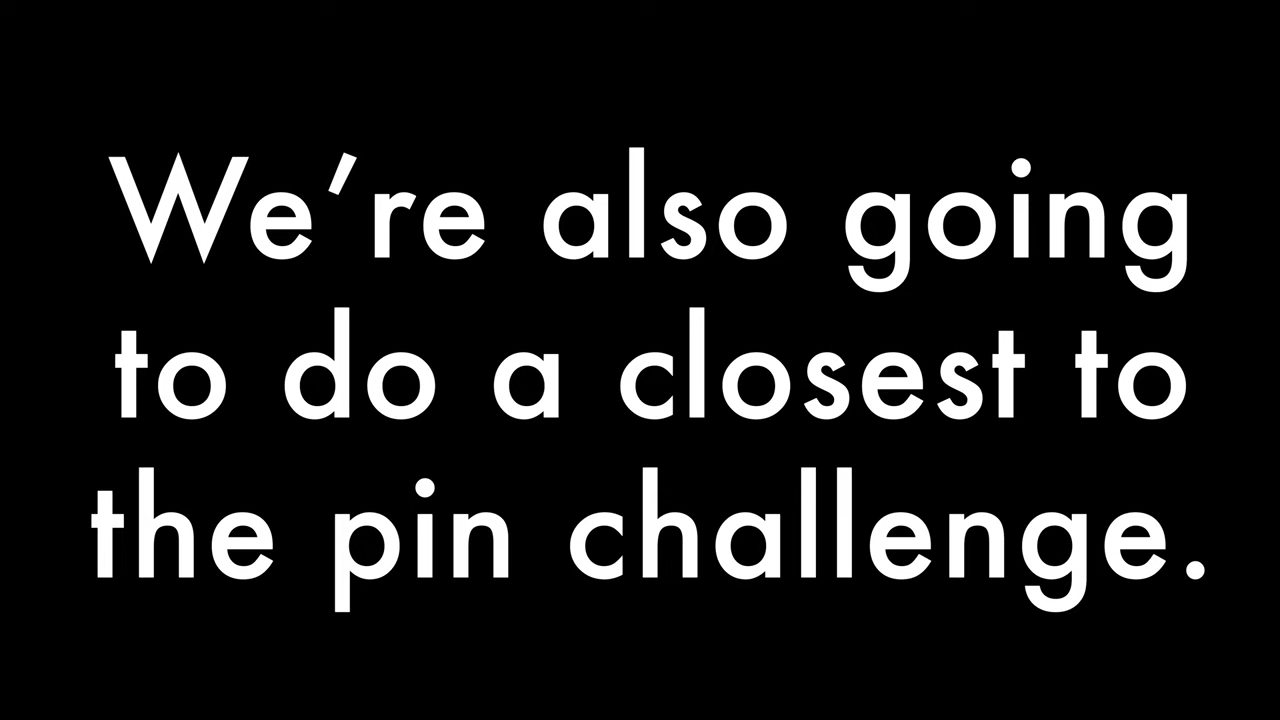 We’re also going
to do a closest to
the pin challenge.